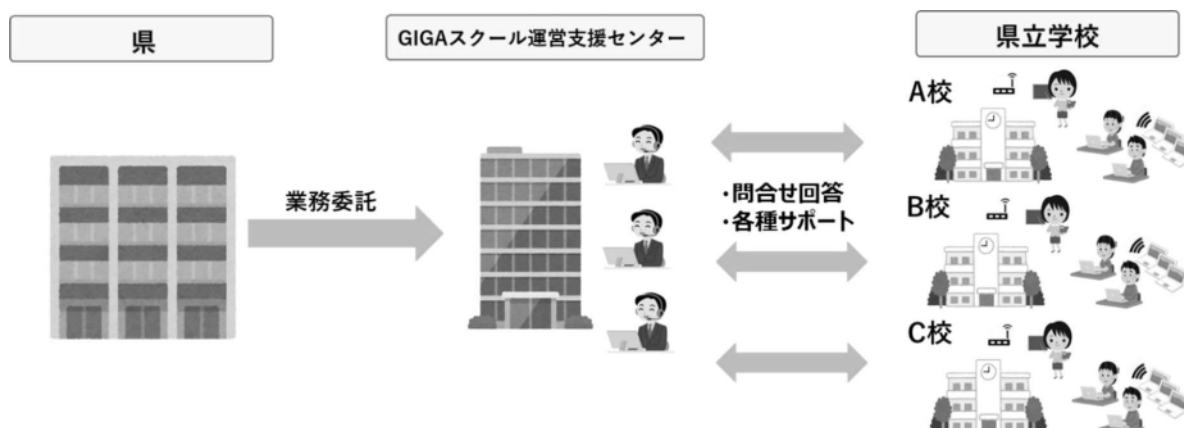 県
GIGAスクール運営支援センター
県立学校
業務委託
・問合せ回答
・各種サポート
A校
B校
C校